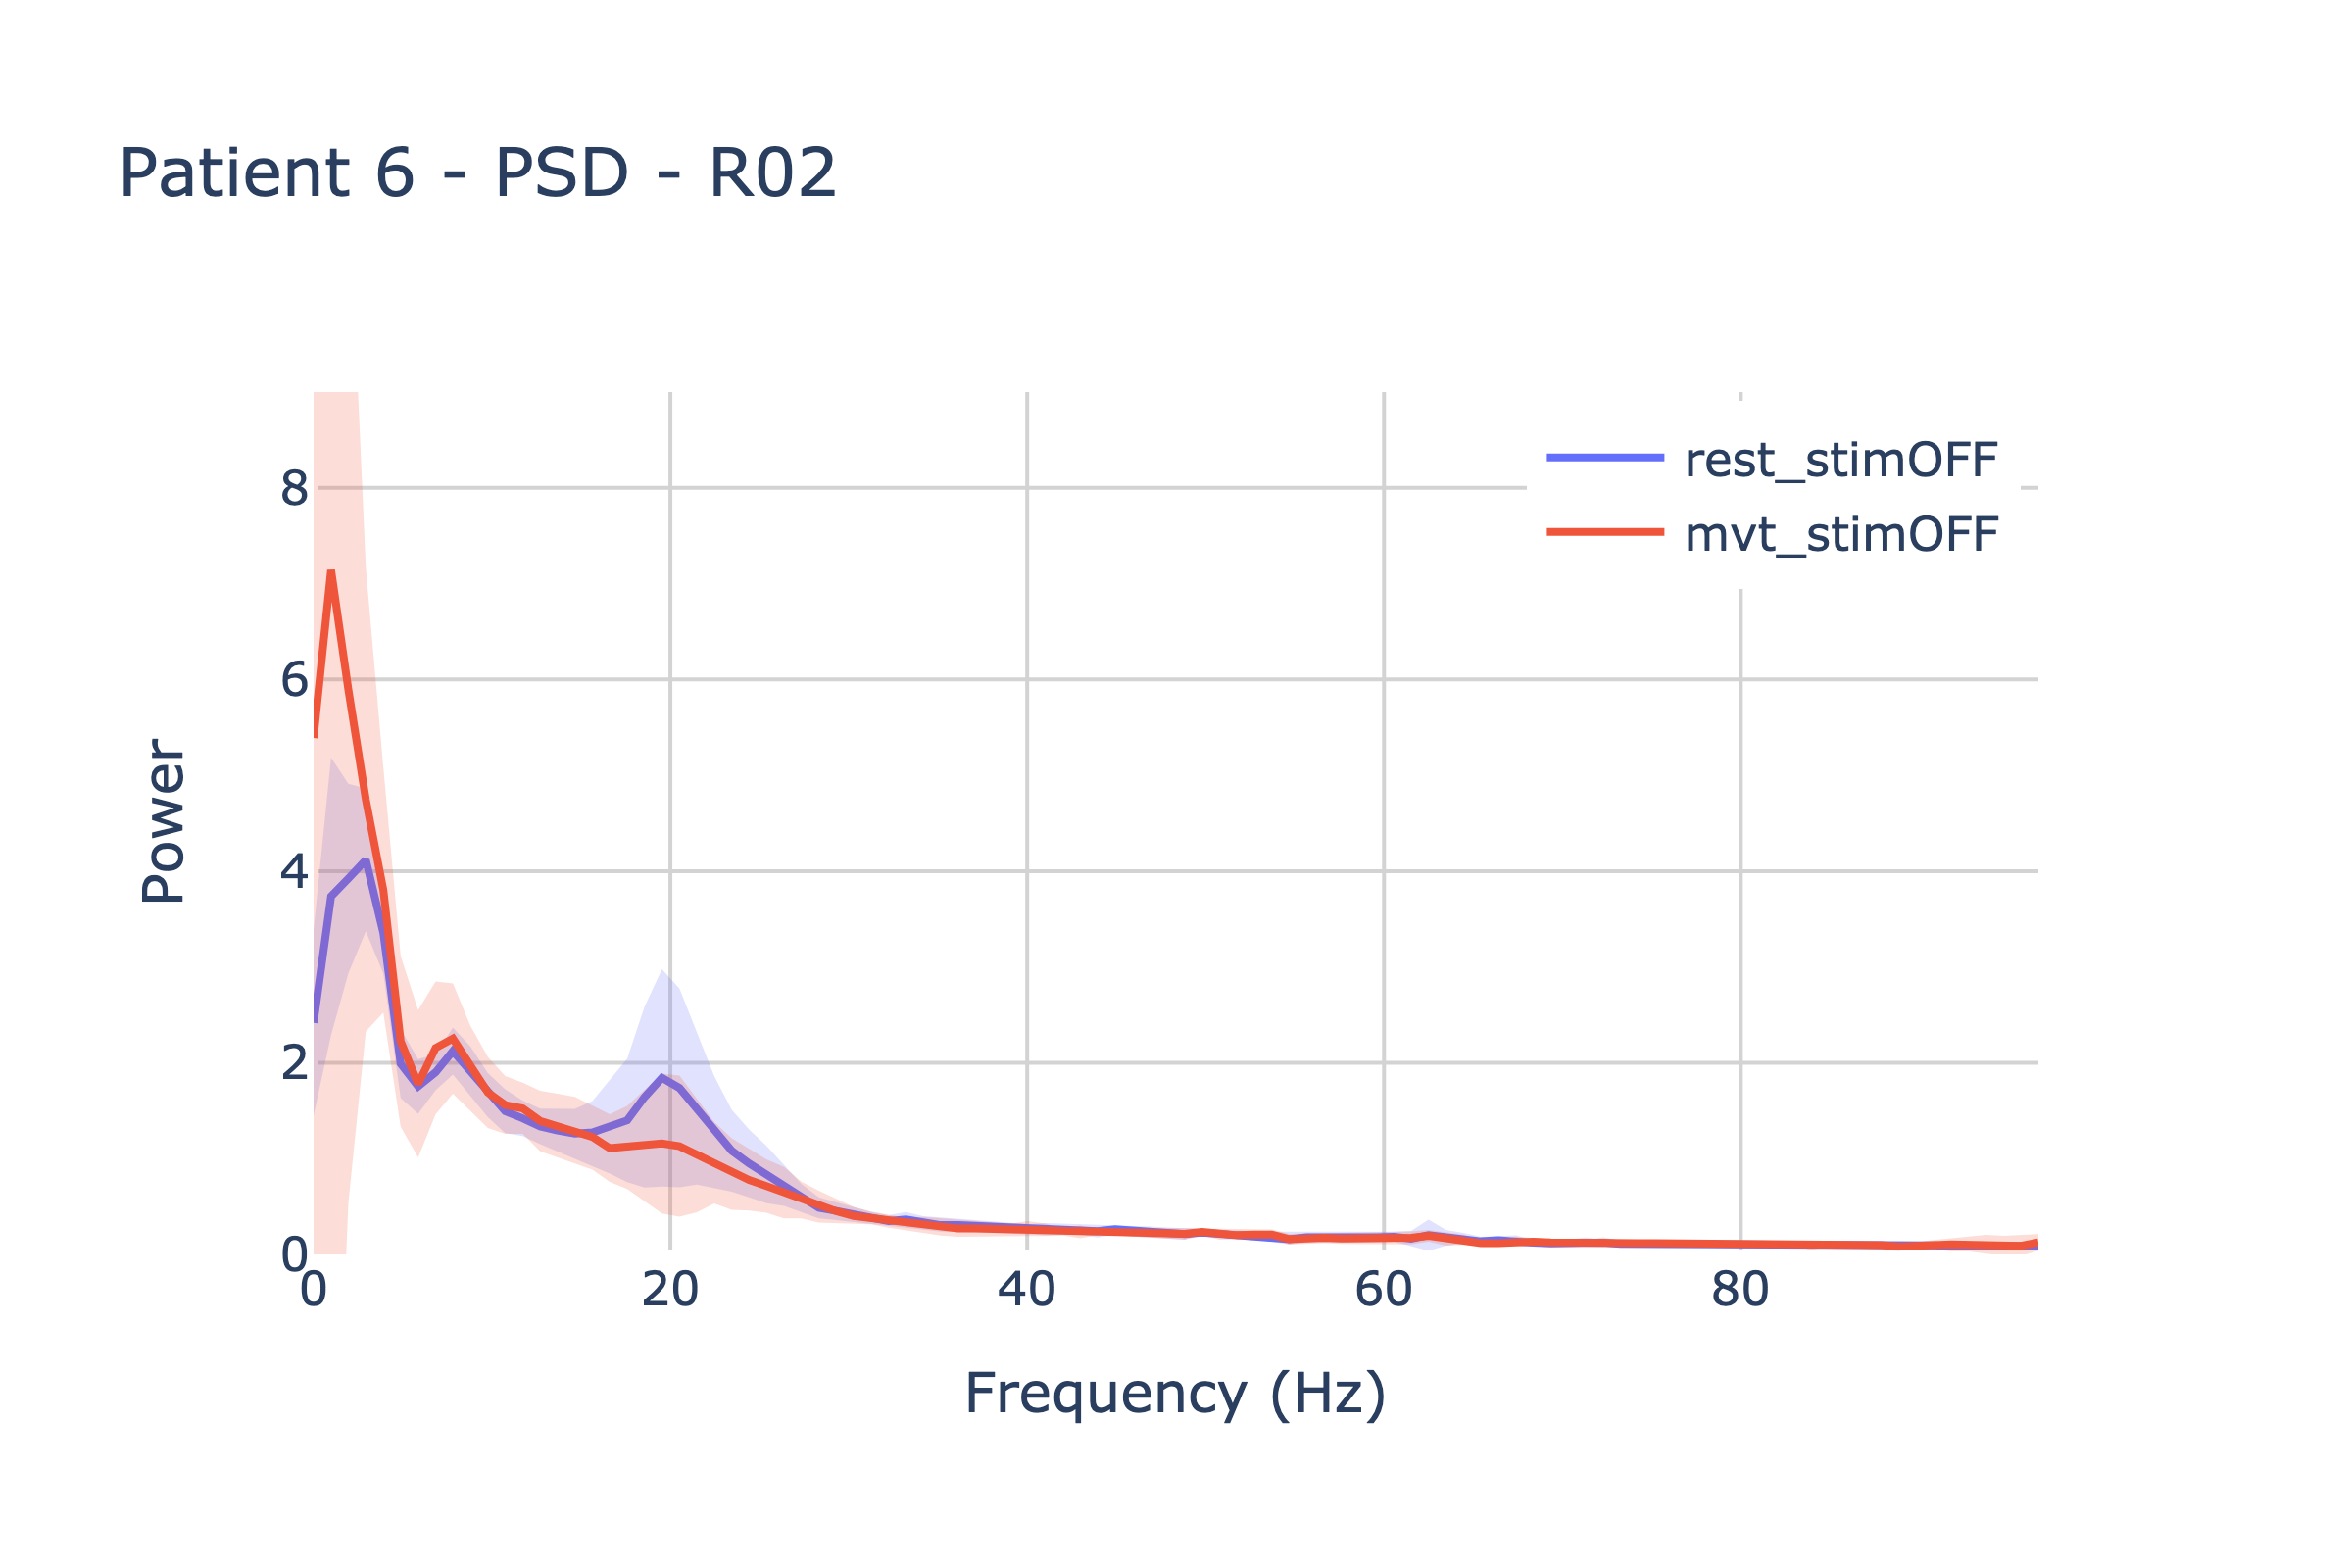 Patient 6 - PSD - R02
rest_stimOFF
mvt_stimOFF
8
6
4
2
0
Power
0 20 40 60 80
Frequency (Hz)